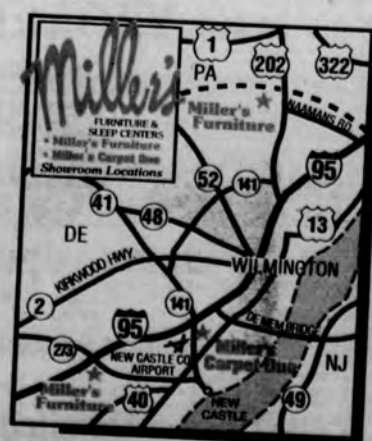 Miller's
FURNITURE &
SLEEP CENTERS
* Miller's Furniture
* Miller's Carpet One
Showroom Locations
1
202
322
PA
Miller's
Furniture
NAAMANS RD.
95
52
141
41
48
13
DE
KIRKWOOD HWY.
WILMINGTON
2
141
95
DE MEM BRIDGE
273
NEW CASTLE CO.
AIRPORT
Miller's
Carpet One
NJ
Miller's
Furniture
40
NEW
CASTLE
49